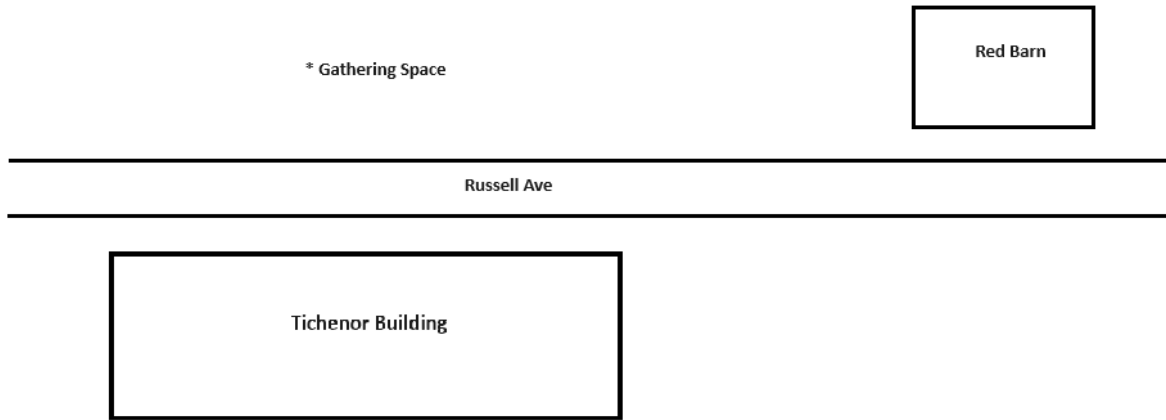 Red Barn
* Gathering Space
Russell Ave
Tichenor Building